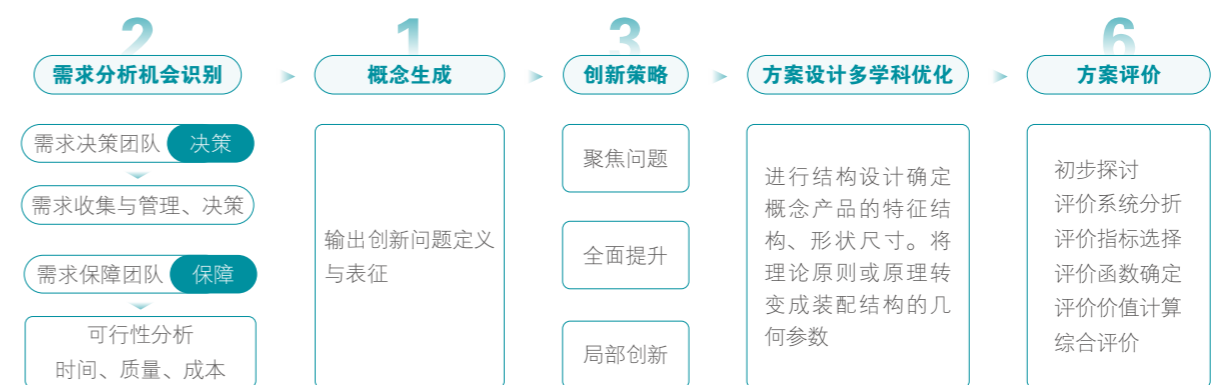 2
需求分析机会识别
需求决策团队 决策
需求收集与管理、决策
需求保障团队 保障
可行性分析
时间、质量、成本
1
概念生成
输出创新问题定义
与表征
3
创新策略
聚焦问题
全面提升
局部创新
方案设计多学科优化
进行结构设计确定
概念产品的特征结
构、形状尺寸。将
理论原则或原理转
变成装配结构的几
何参数
6
方案评价
初步探讨
评价系统分折
评价指标选择
评价函数确定
评价价值计算
综合评价